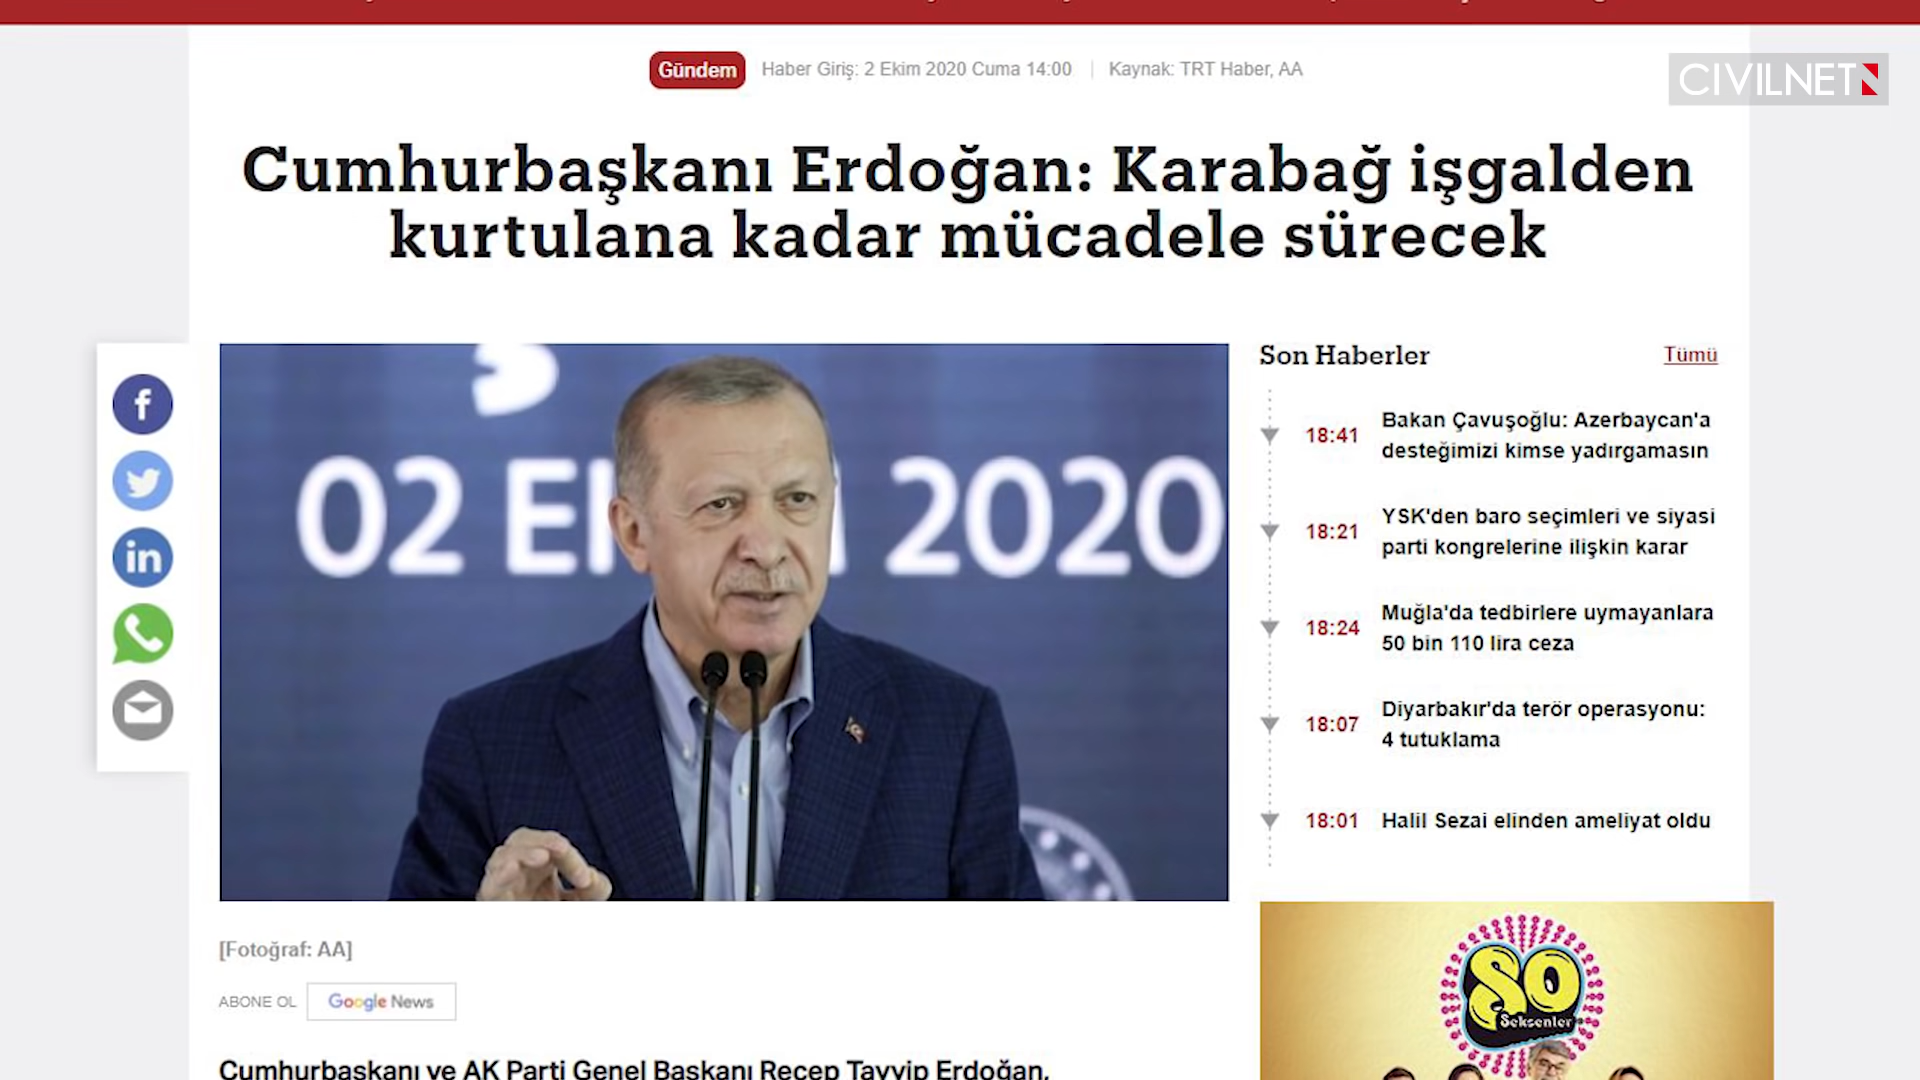 CIVILNET
Gündem Haber Giriş: 2 Ekim 2020 Cuma 14:00 | Kaynak: TRT Haber, AA
Cumhurbaşkanı Erdoğan: Karabağ işgalden
kurtulana kadar mücadele sürecek
02 2020
Son Haberler Tümü
18:41 Bakan Çavuşoğlu: Azerbaycan'a
desteğimizi kimse yadırgamasın
18:21 YSK'den baro seçimleri ve siyasi
parti kongrelerine ilişkin karar
18:24 Muğla'da tedbirlere uymayanlara
50 bin 110 lira ceza
18:07 Diyarbakır'da terör operasyonu:
4 tutuklama
18:01 Halil Sezai elinden ameliyat oldu
[Fotoğraf: AA]
ABONE OL Google News
80
Seksenler
Cumhurbaşkanı ve AK Parti Genel Başkanı Recep Tayyip Erdoğan,